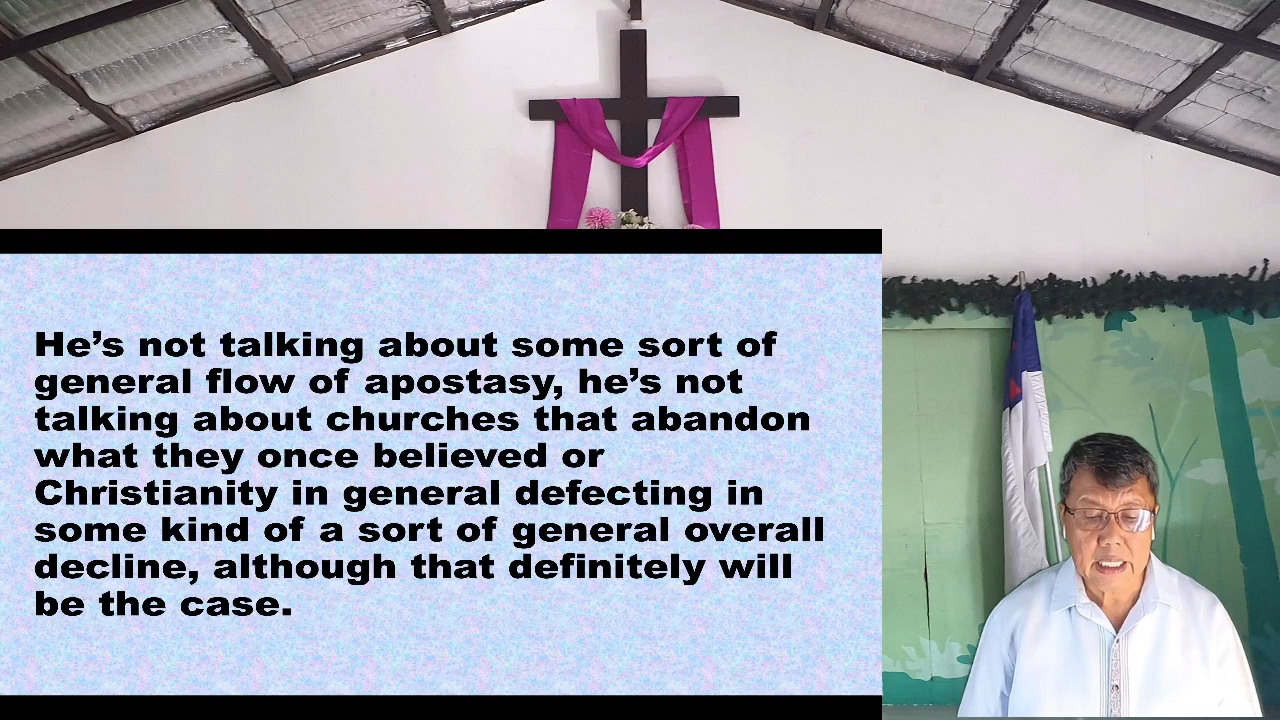 He’s not talking about some sort of
general flow of apostasy, he’s not
talking about churches that abandon
what they once believed or
Christianity in general defecting in
some kind of a sort of general overall
decline, although that definitely will
be the case.